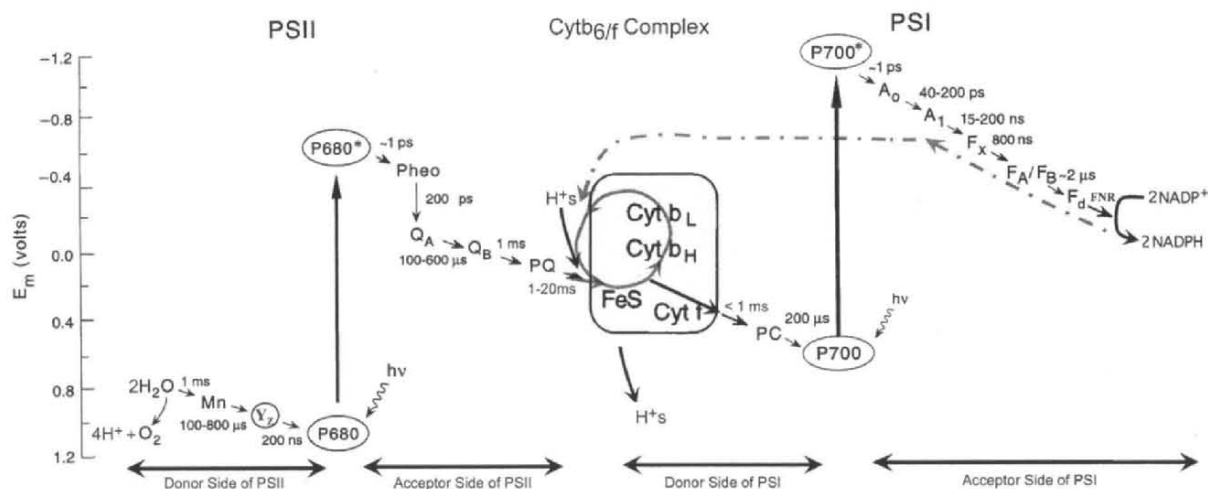 PSII
Cytb6/f Complex
PSI
Em (volts)
-1.2
-0.8
-0.4
0.0
0.4
0.8
1.2
2H2O
1 ms
Mn
100-800 µs
Yz
200 ns
P680
hν
4H+ + O2
P680*
~1 ps
Pheo
200 ps
QA
100-600 µs
QB
1 ms
PQ
1-20ms
H+s
Cyt bL
Cyt bH
FeS
Cyt f
< 1 ms
H+s
PC
200 µs
P700
hν
P700*
~1 ps
Ao
40-200 ps
A1
15-200 ns
Fx
800 ns
FA/FB
~2 µs
Fd
FNR
2NADP+
2NADPH
Donor Side of PSII
Acceptor Side of PSII
Donor Side of PSI
Acceptor Side of PSI